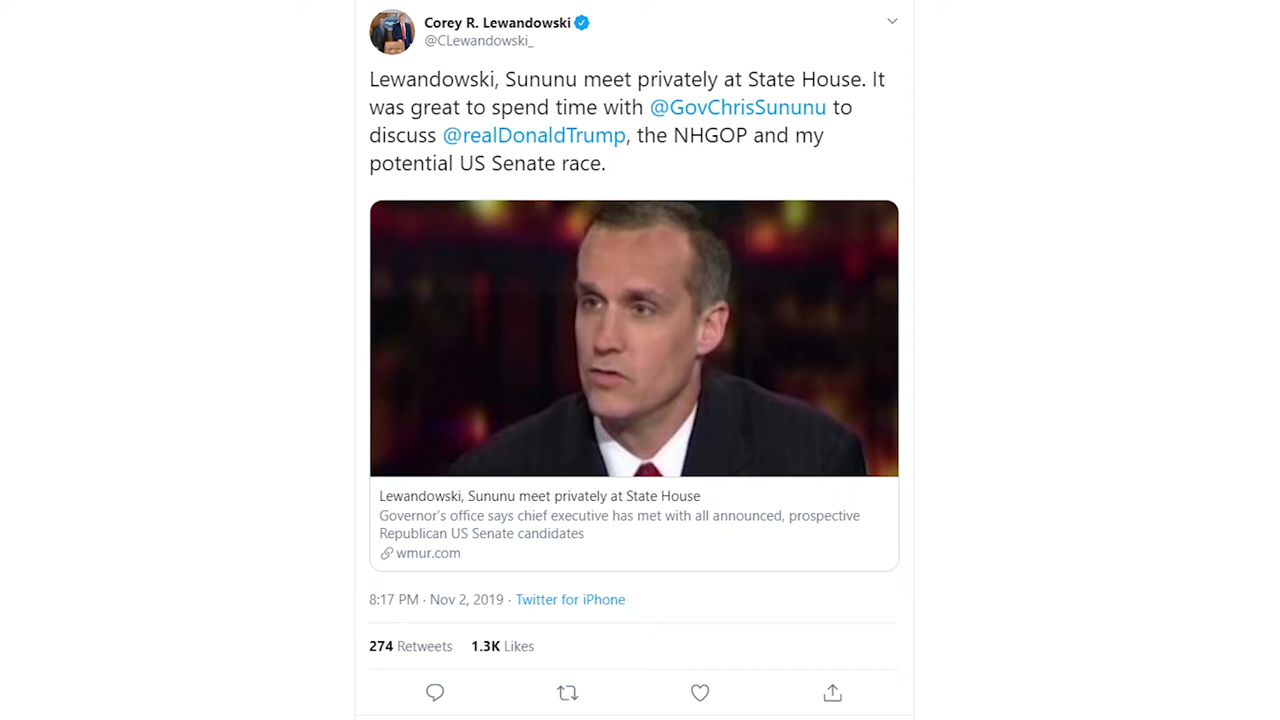 Corey R. Lewandowski
@CLewandowski_
Lewandowski, Sununu meet privately at State House. It
was great to spend time with @GovChrisSununu to
discuss @realDonaldTrump, the NHGOP and my
potential US Senate race.
Lewandowski, Sununu meet privately at State House
Governor's office says chief executive has met with all announced, prospective
Republican US Senate candidates
wmur.com
8:17 PM · Nov 2, 2019 · Twitter for iPhone
274 Retweets 1.3K Likes